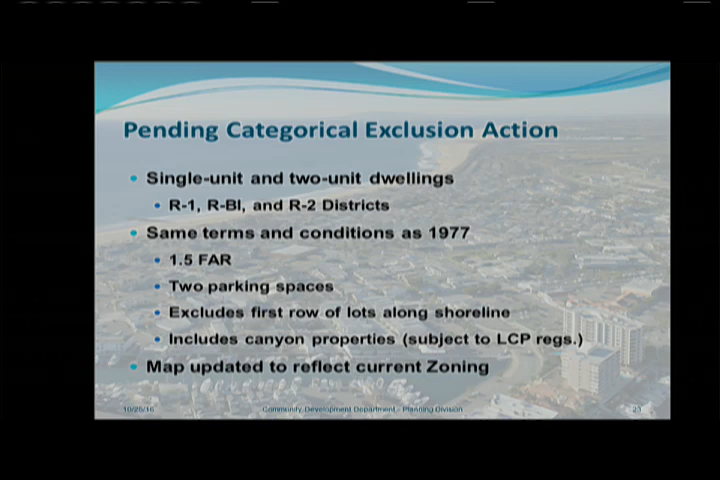 Pending Categorical Exclusion Action
Single-unit and two-unit dwellings
R-1, R-BI, and R-2 Districts
Same terms and conditions as 1977
1.5 FAR
Two parking spaces
Excludes first row of lots along shoreline
Includes canyon properties (subject to LCP regs.)
Map updated to reflect current Zoning
Community Development Department - Planning Division
23